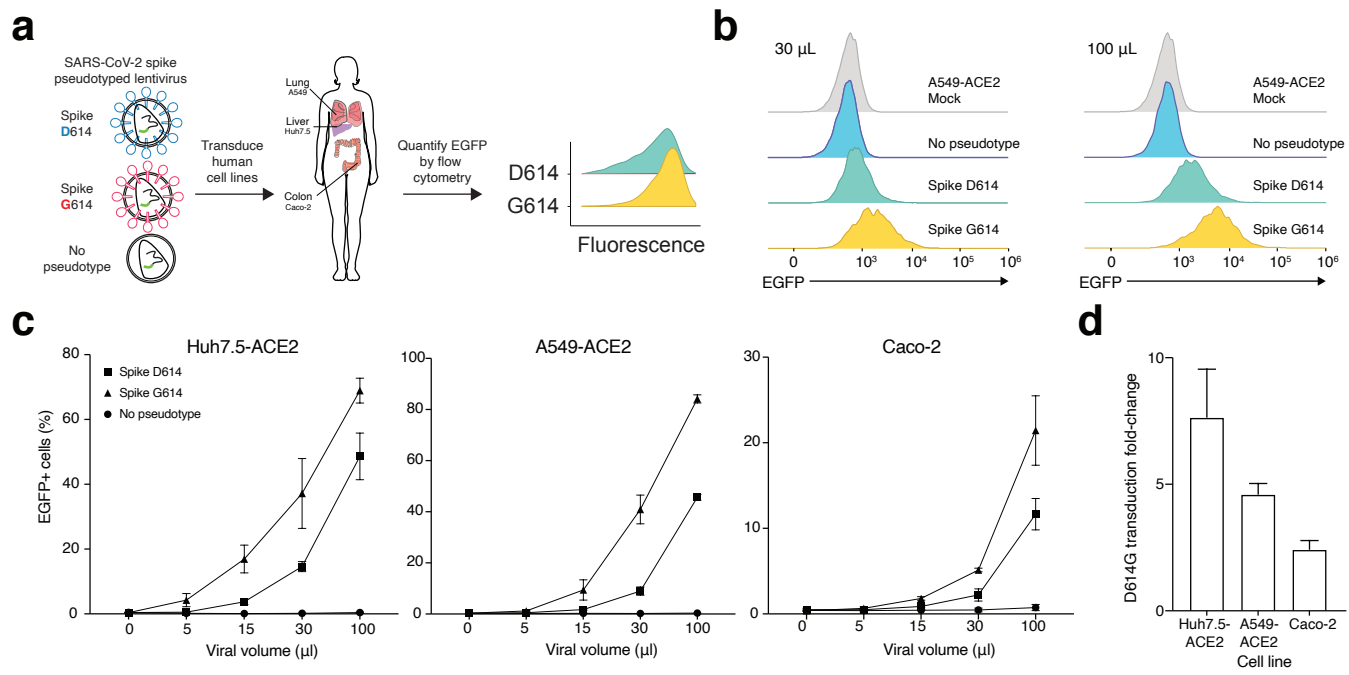 a
SARS-CoV-2 spike
pseudotyped lentivirus
Spike
D614
Spike
G614
No
pseudotype
Transduce
human
cell lines
Lung
A549
Liver
Huh7.5
Colon
Caco-2
Quantify EGFP
by flow
cytometry
D614
G614
Fluorescence
b
30 µL
A549-ACE2
Mock
No pseudotype
Spike D614
Spike G614
0 10³ 10⁴ 10⁵ 10⁶
EGFP
100 µL
A549-ACE2
Mock
No pseudotype
Spike D614
Spike G614
0 10³ 10⁴ 10⁵ 10⁶
EGFP
c
Huh7.5-ACE2
EGFP+ cells (%)
80
60
40
20
0
Spike D614
Spike G614
No pseudotype
0 5 15 30 100
Viral volume (µl)
A549-ACE2
100
80
60
40
20
0
0 5 15 30 100
Viral volume (µl)
Caco-2
30
20
10
0
0 5 15 30 100
Viral volume (µl)
d
D614G transduction fold-change
10
5
0
Huh7.5-
ACE2
A549-
ACE2
Caco-2
Cell line